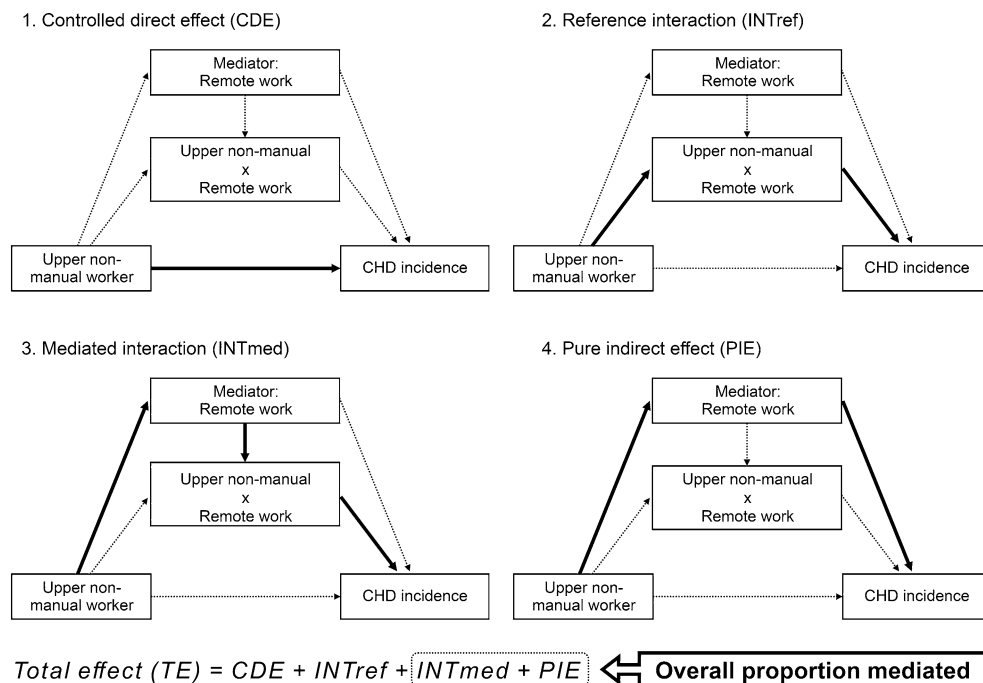 1. Controlled direct effect (CDE)
Mediator:
Remote work
Upper non-manual
x
Remote work
Upper non-
manual worker
CHD incidence
2. Reference interaction (INTref)
Mediator:
Remote work
Upper non-manual
x
Remote work
Upper non-
manual worker
CHD incidence
3. Mediated interaction (INTmed)
Mediator:
Remote work
Upper non-manual
x
Remote work
Upper non-
manual worker
CHD incidence
4. Pure indirect effect (PIE)
Mediator:
Remote work
Upper non-manual
x
Remote work
Upper non-
manual worker
CHD incidence
Total effect (TE) = CDE + INTref + INTmed + PIE
Overall proportion mediated